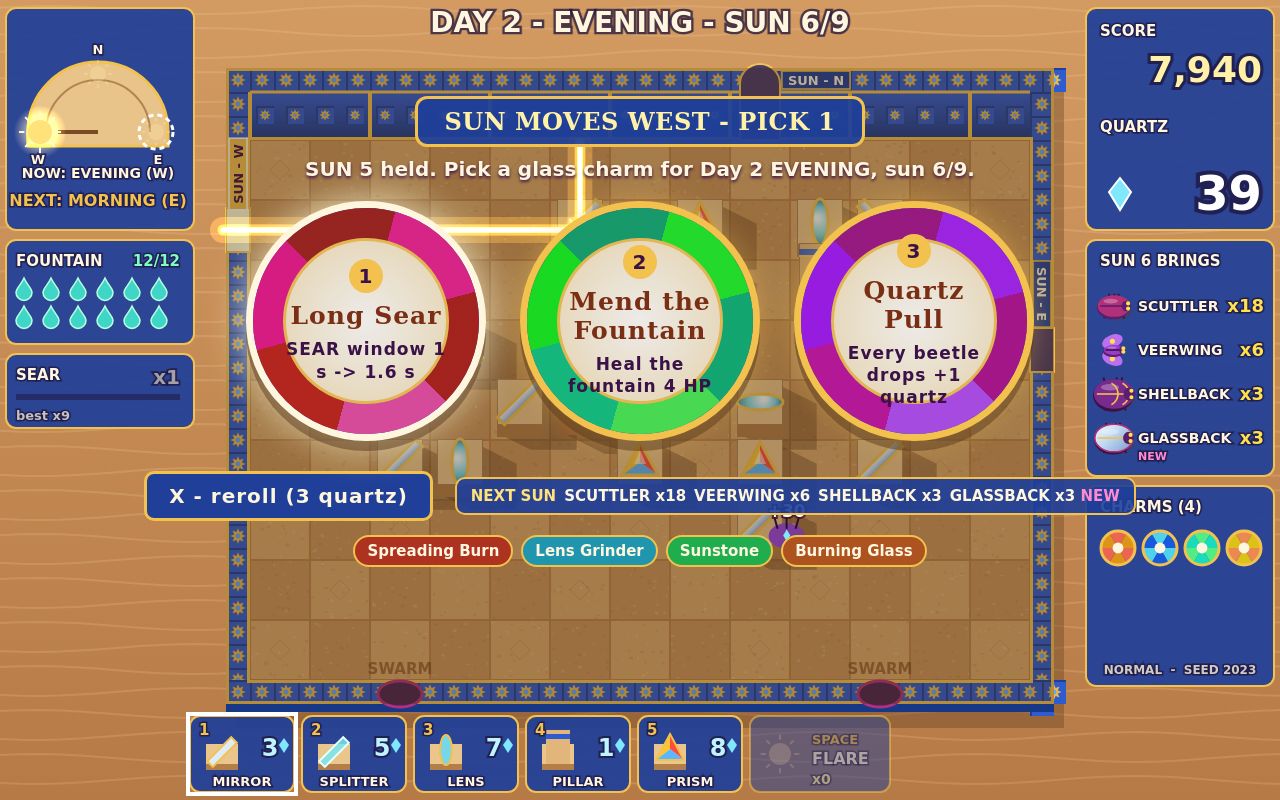 DAY 2 - EVENING - SUN 6/9
N
W
E
NOW: EVENING (W)
NEXT: MORNING (E)
FOUNTAIN 12/12
SEAR x1
best x9
SUN - N
SUN - W
SUN - E
SUN MOVES WEST - PICK 1
SUN 5 held. Pick a glass charm for Day 2 EVENING, sun 6/9.
1
Long Sear
SEAR window 1
s -> 1.6 s
2
Mend the
Fountain
Heal the
fountain 4 HP
3
Quartz
Pull
Every beetle
drops +1
quartz
X - reroll (3 quartz)
NEXT SUN SCUTTLER x18 VEERWING x6 SHELLBACK x3 GLASSBACK x3 NEW
+30
Spreading Burn
Lens Grinder
Sunstone
Burning Glass
SWARM
SWARM
SCORE
7,940
QUARTZ
39
SUN 6 BRINGS
SCUTTLER x18
VEERWING x6
SHELLBACK x3
GLASSBACK x3
NEW
CHARMS (4)
NORMAL - SEED 2023
1 3
MIRROR
2 5
SPLITTER
3 7
LENS
4 1
PILLAR
5 8
PRISM
SPACE
FLARE
x0